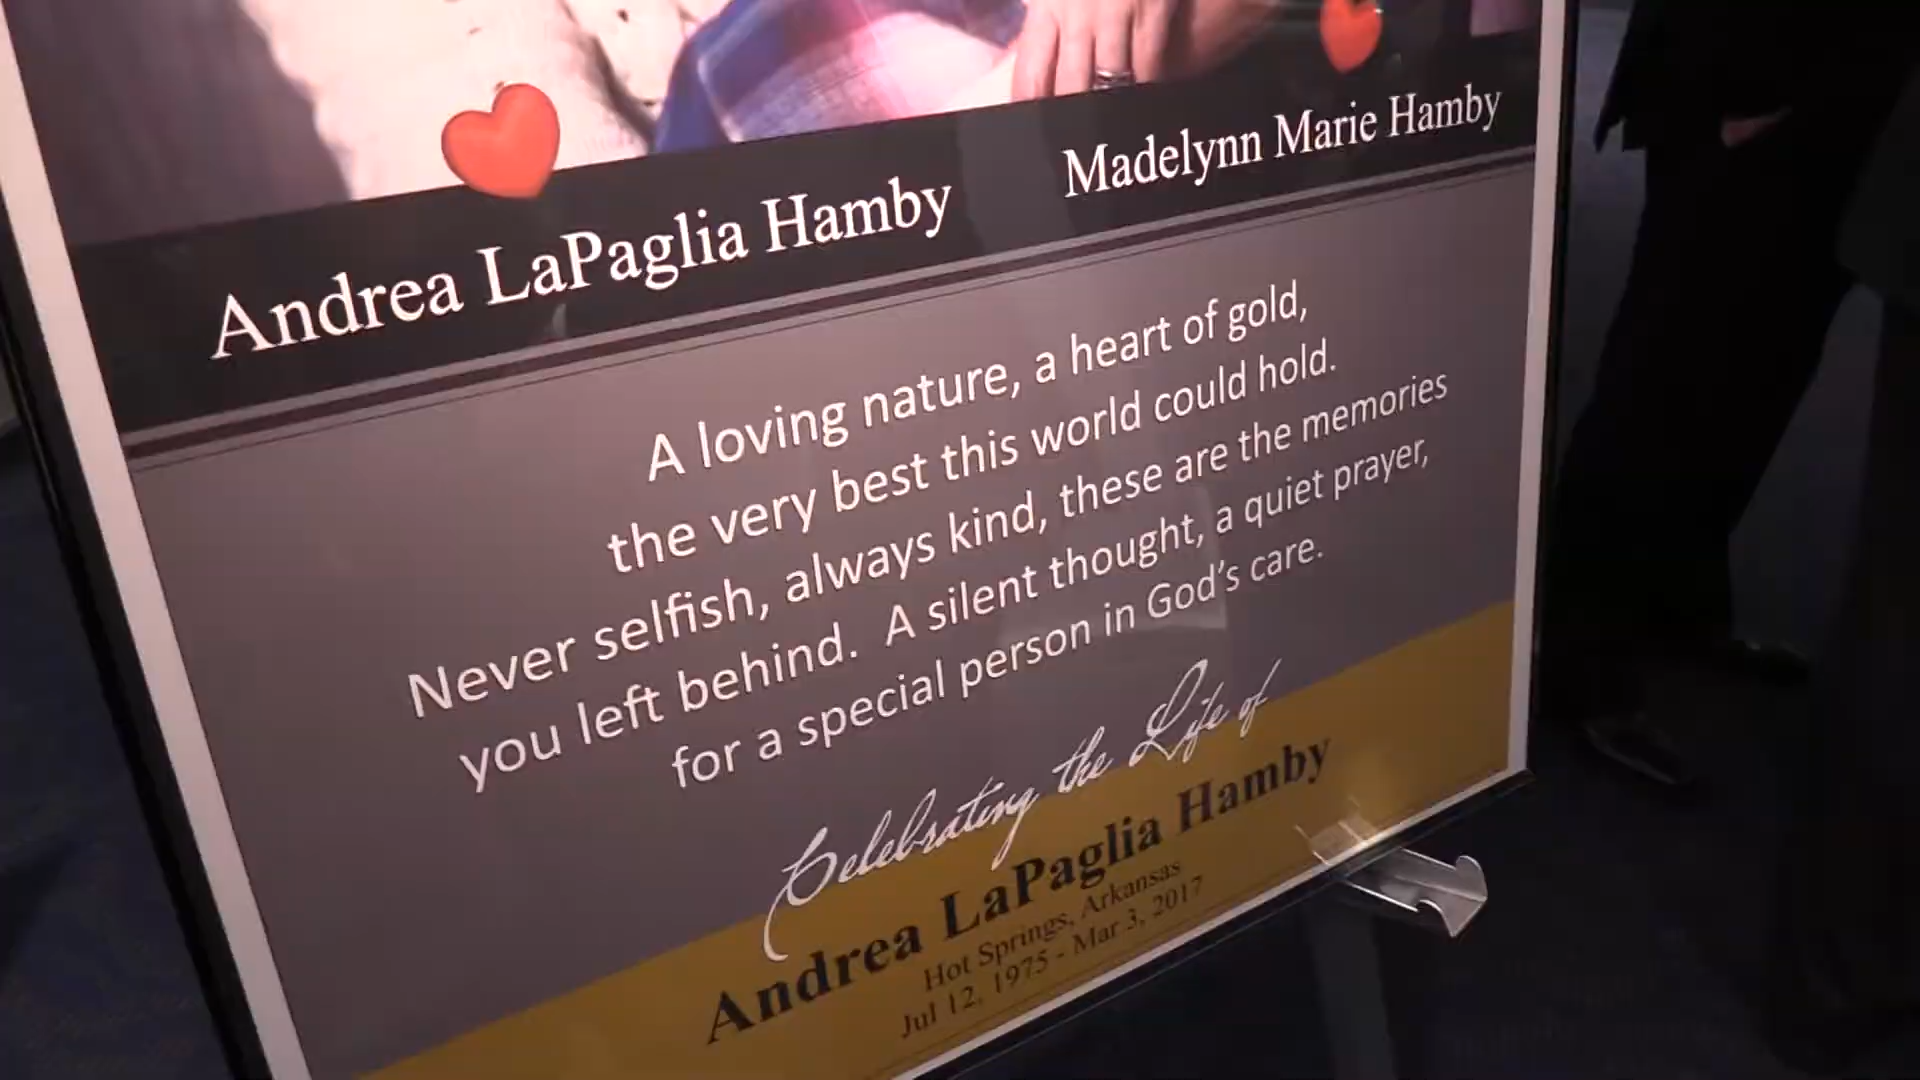 Andrea LaPaglia Hamby
Madelynn Marie Hamby
A loving nature, a heart of gold,
the very best this world could hold.
Never selfish, always kind, these are the memories
you left behind.  A silent thought, a quiet prayer,
for a special person in God's care.
Celebrating the Life of
Andrea LaPaglia Hamby
Hot Springs, Arkansas
Jul 12, 1975 - Mar 3, 2017